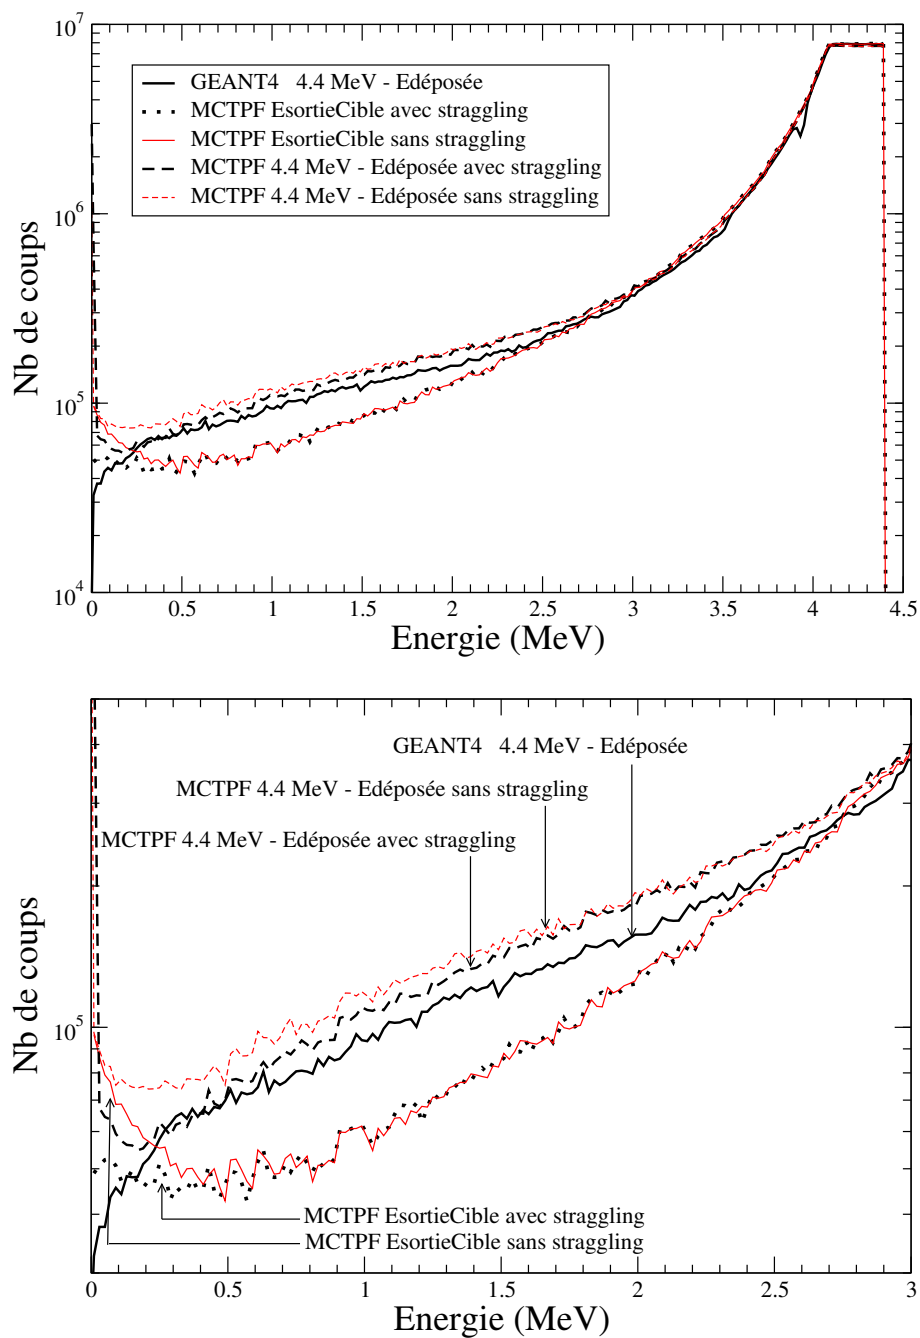 10^7
10^6
10^5
10^4
Nb de coups
GEANT4 4.4 MeV - Edéposée
MCTPF EsortieCible avec straggling
MCTPF EsortieCible sans straggling
MCTPF 4.4 MeV - Edéposée avec straggling
MCTPF 4.4 MeV - Edéposée sans straggling
0 0.5 1 1.5 2 2.5 3 3.5 4 4.5
Energie (MeV)
GEANT4 4.4 MeV - Edéposée
MCTPF 4.4 MeV - Edéposée sans straggling
MCTPF 4.4 MeV - Edéposée avec straggling
Nb de coups
10^5
MCTPF EsortieCible avec straggling
MCTPF EsortieCible sans straggling
0 0.5 1 1.5 2 2.5 3
Energie (MeV)